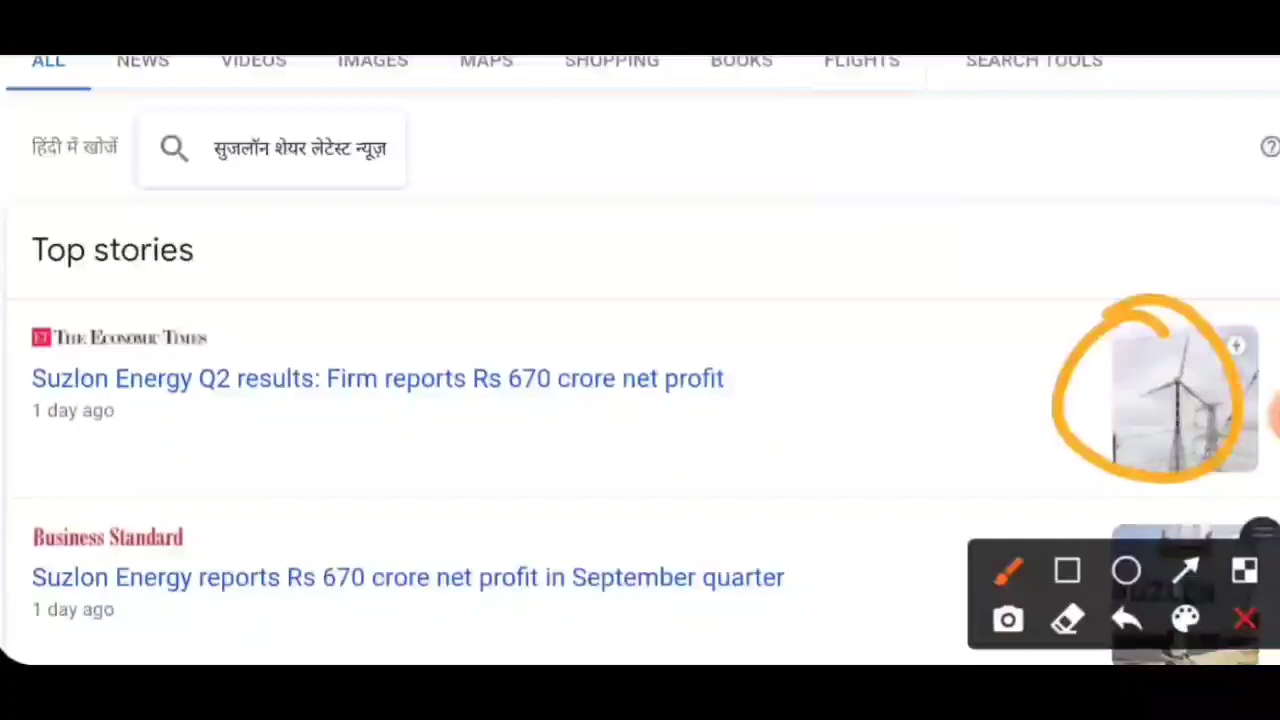 ALL NEWS VIDEOS IMAGES MAPS SHOPPING BOOKS FLIGHTS SEARCH TOOLS
हिंदी में खोजें सुजलॉन शेयर लेटेस्ट न्यूज़
Top stories
ET THE ECONOMIC TIMES
Suzlon Energy Q2 results: Firm reports Rs 670 crore net profit
1 day ago
Business Standard
Suzlon Energy reports Rs 670 crore net profit in September quarter
1 day ago